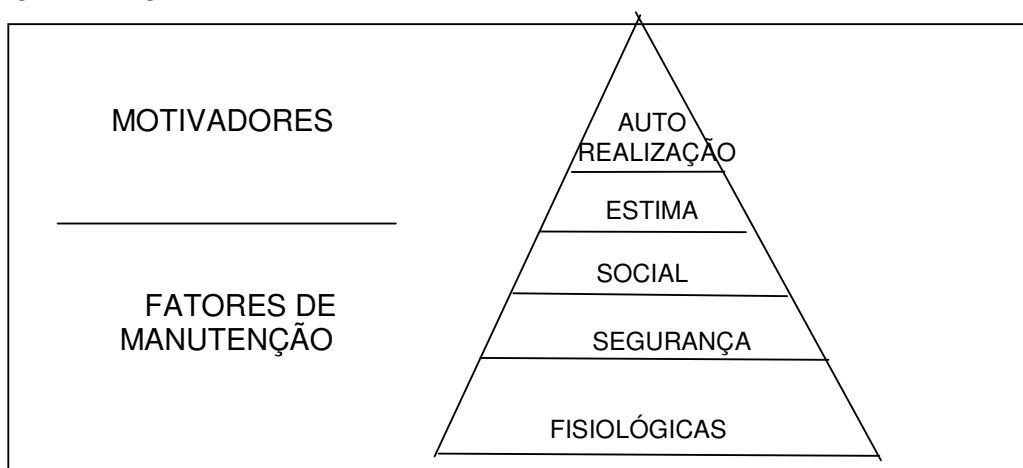 MOTIVADORES
FATORES DE
MANUTENÇÃO
AUTO
REALIZAÇÃO
ESTIMA
SOCIAL
SEGURANÇA
FISIOLÓGICAS